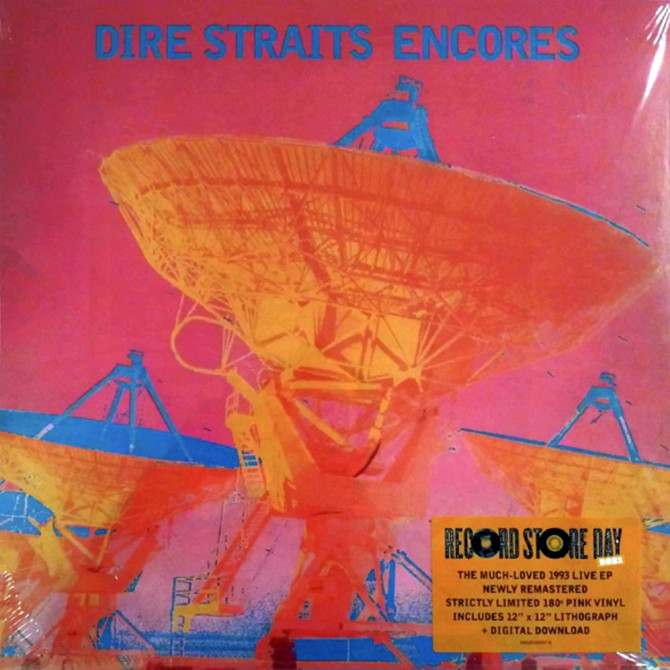 DIRE STRAITS ENCORES
RECORD STORE DAY
2021
THE MUCH-LOVED 1993 LIVE EP
NEWLY REMASTERED
STRICTLY LIMITED 180g PINK VINYL
INCLUDES 12" x 12" LITHOGRAPH
+ DIGITAL DOWNLOAD